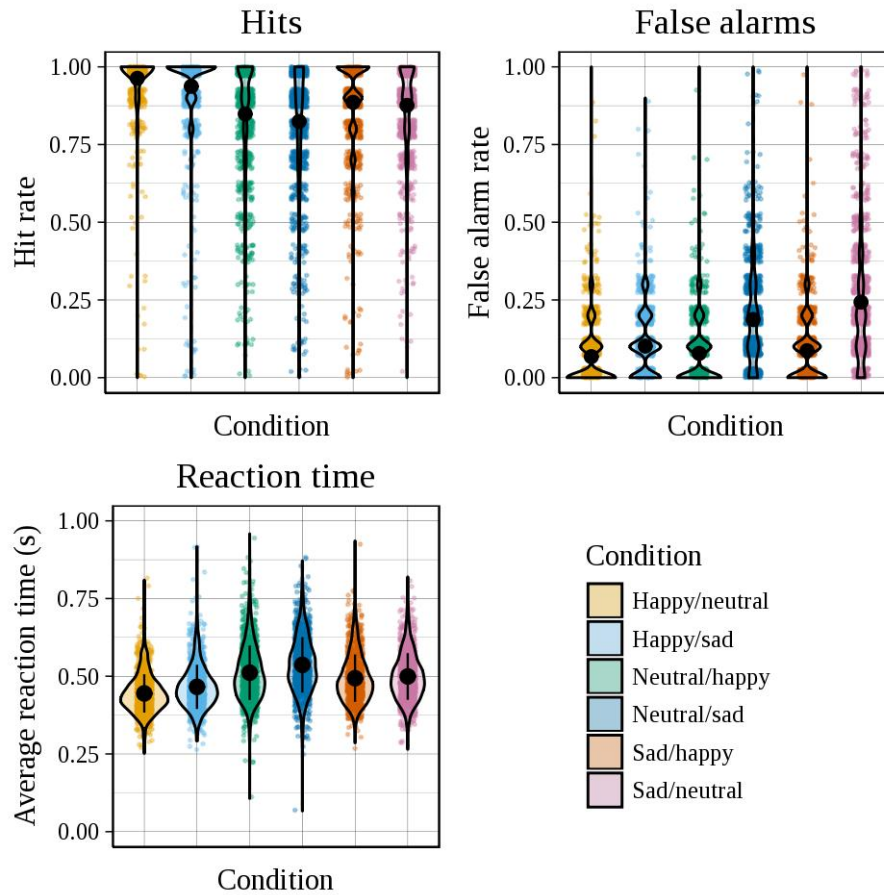 Hits
1.00
0.75
0.50
0.25
0.00
Hit rate
Condition
False alarms
1.00
0.75
0.50
0.25
0.00
False alarm rate
Condition
Reaction time
1.00
0.75
0.50
0.25
0.00
Average reaction time (s)
Condition
Condition
Happy/neutral
Happy/sad
Neutral/happy
Neutral/sad
Sad/happy
Sad/neutral